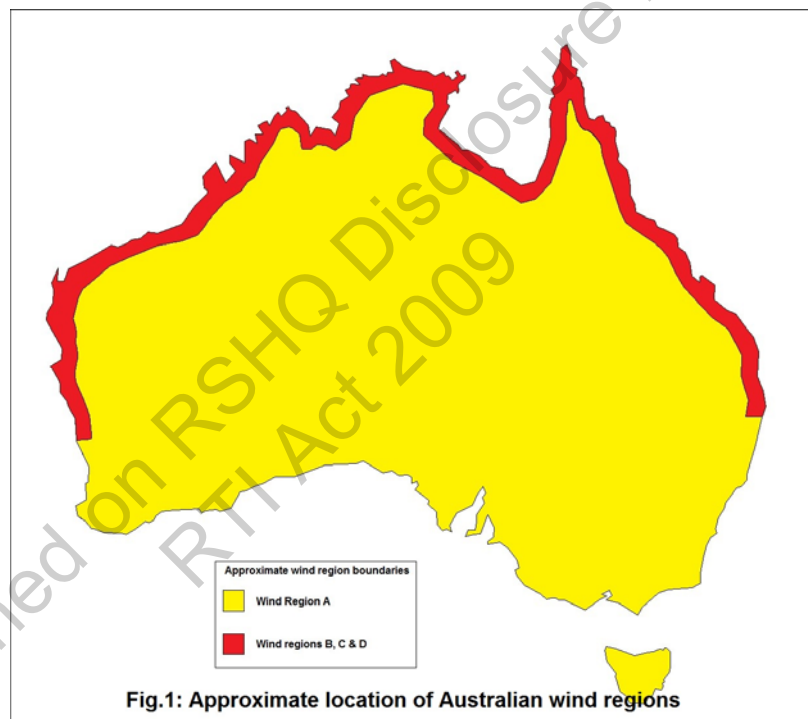 ned on RSHQ Disclosure
RTI Act 2009
Approximate wind region boundaries
Wind Region A
Wind regions B, C & D
Fig.1: Approximate location of Australian wind regions